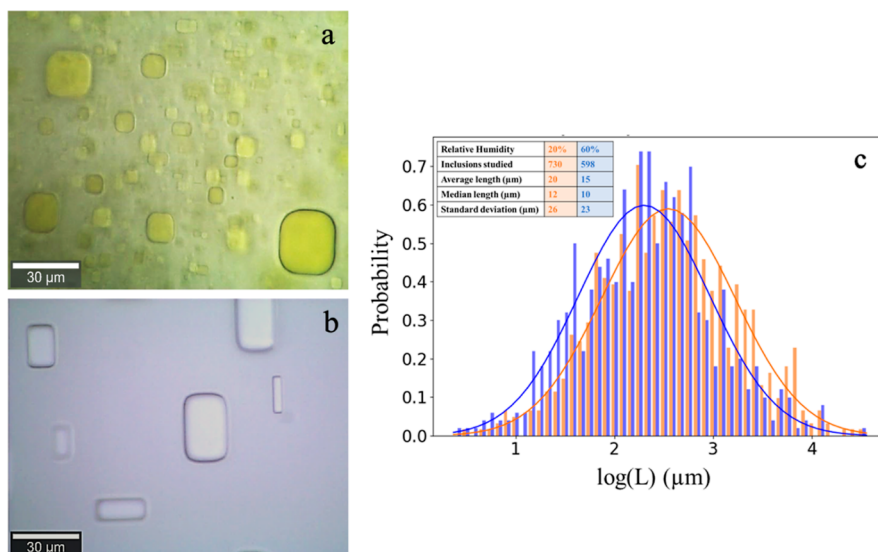 a
30 µm
b
30 µm
c
Relative Humidity 20% 60%
Inclusions studied 730 598
Average length (µm) 20 15
Median length (µm) 12 10
Standard deviation (µm) 26 23
Probability
0.7
0.6
0.5
0.4
0.3
0.2
0.1
0.0
1 2 3 4
log(L) (µm)